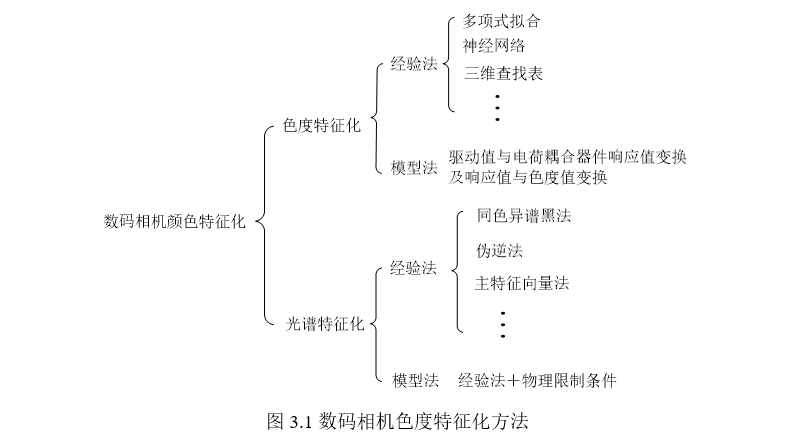 多项式拟合
神经网络
经验法
三维查找表
色度特征化
模型法
驱动值与电荷耦合器件响应值变换
及响应值与色度值变换
数码相机颜色特征化
同色异谱黑法
伪逆法
经验法
主特征向量法
光谱特征化
模型法
经验法＋物理限制条件
图 3.1 数码相机色度特征化方法